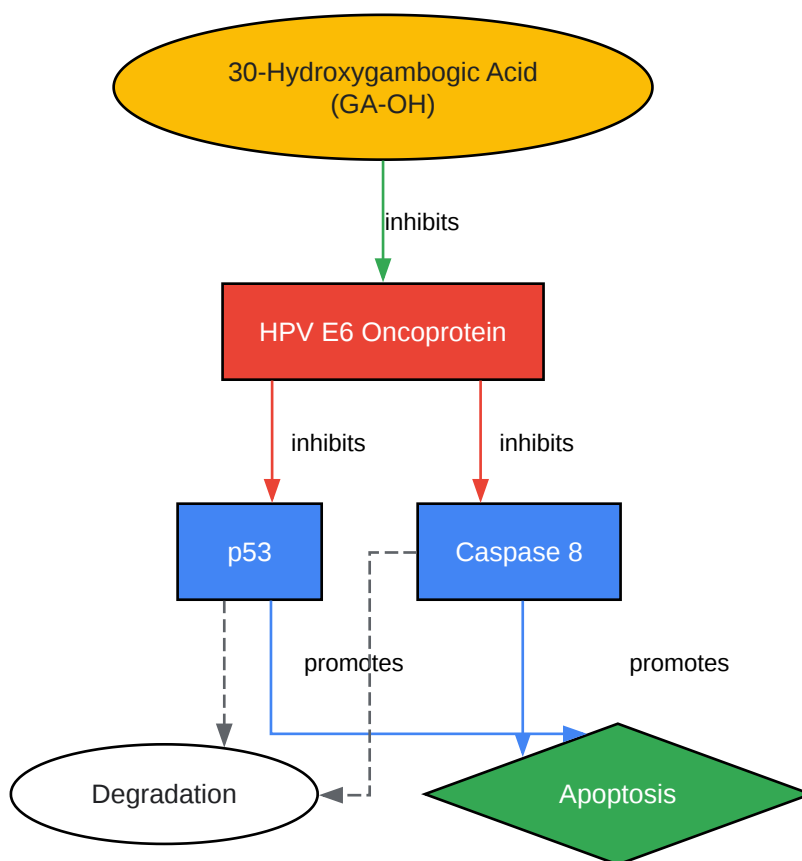 30-Hydroxygambogic Acid
(GA-OH)
inhibits
HPV E6 Oncoprotein
inhibits
inhibits
p53
Caspase 8
promotes
promotes
Degradation
Apoptosis